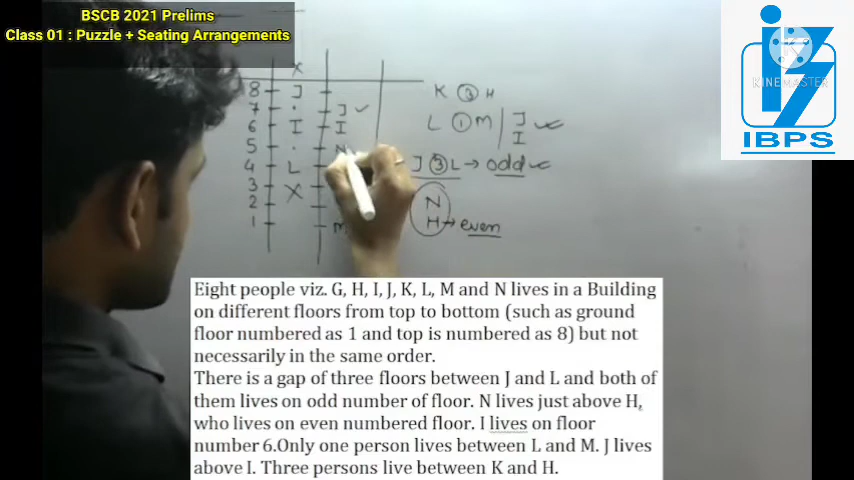 BSCB 2021 Prelims
Class 01 : Puzzle + Seating Arrangements
KINEMASTER
IBPS
X
8 J
7 . J ✓
6 I I
5 . N
4 L
3 X
2
1 M
K ③ H
L ① M | J
I
J ③ L → odd
N
H → even
Eight people viz. G, H, I, J, K, L, M and N lives in a Building
on different floors from top to bottom (such as ground
floor numbered as 1 and top is numbered as 8) but not
necessarily in the same order.
There is a gap of three floors between J and L and both of
them lives on odd number of floor. N lives just above H,
who lives on even numbered floor. I lives on floor
number 6.Only one person lives between L and M. J lives
above I. Three persons live between K and H.